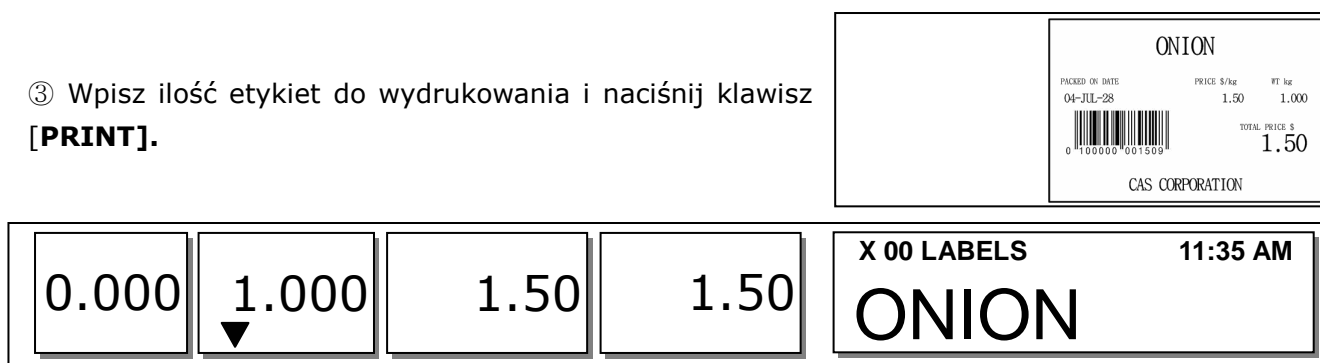 ③ Wpisz ilość etykiet do wydrukowania i naciśnij klawisz
[PRINT].
ONION
PACKED ON DATE PRICE $/kg WT kg
04-JUL-28 1.50 1.000
TOTAL PRICE $
1.50
0 100000 001509
CAS CORPORATION
0.000 1.000 1.50 1.50
X 00 LABELS 11:35 AM
ONION